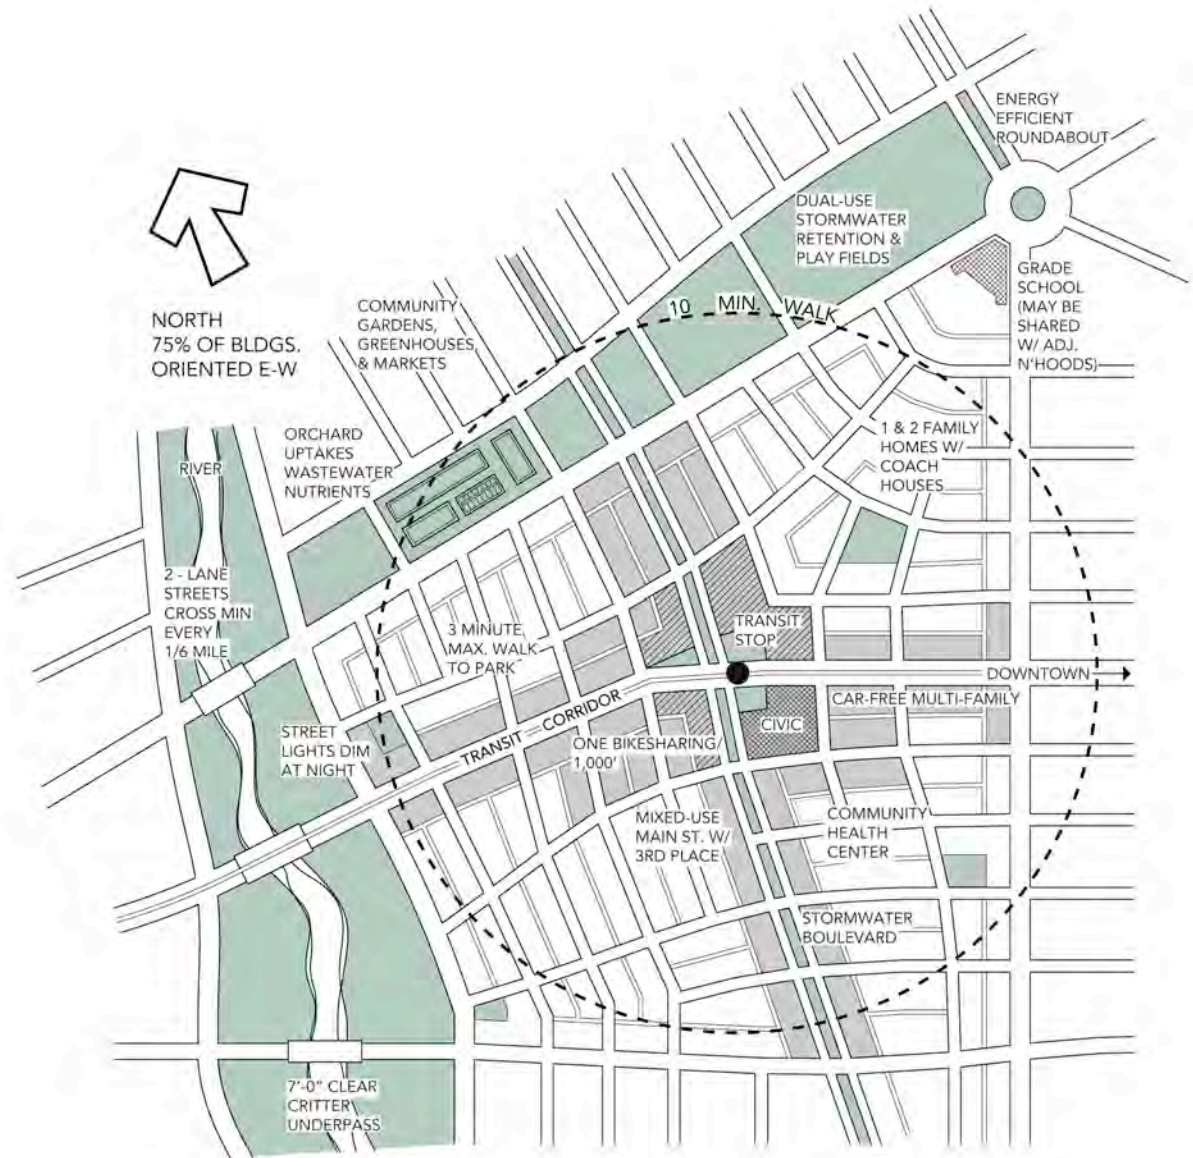 ENERGY
EFFICIENT
ROUNDABOUT
DUAL-USE
STORMWATER
RETENTION &
PLAY FIELDS
GRADE
SCHOOL
(MAY BE
SHARED
W/ ADJ.
N'HOODS)
NORTH
75% OF BLDGS.
ORIENTED E-W
COMMUNITY
GARDENS,
GREENHOUSES
& MARKETS
10 MIN. WALK
ORCHARD
UPTAKES
WASTEWATER
NUTRIENTS
RIVER
1 & 2 FAMILY
HOMES W/
COACH
HOUSES
2 - LANE
STREETS
CROSS MIN
EVERY
1/6 MILE
3 MINUTE
MAX. WALK
TO PARK
TRANSIT
STOP
DOWNTOWN
CAR-FREE MULTI-FAMILY
CIVIC
TRANSIT CORRIDOR
STREET
LIGHTS DIM
AT NIGHT
ONE BIKESHARING/
1,000'
MIXED-USE
MAIN ST. W/
3RD PLACE
COMMUNITY
HEALTH
CENTER
STORMWATER
BOULEVARD
7'-0" CLEAR
CRITTER
UNDERPASS